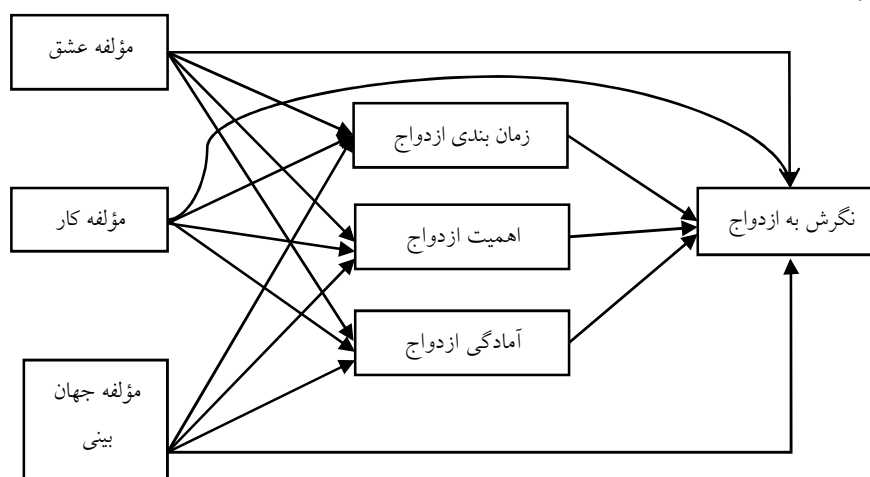 مؤلفه عشق
زمان بندی ازدواج
مؤلفه کار
اهمیت ازدواج
نگرش به ازدواج
آمادگی ازدواج
مؤلفه جهان
بینی